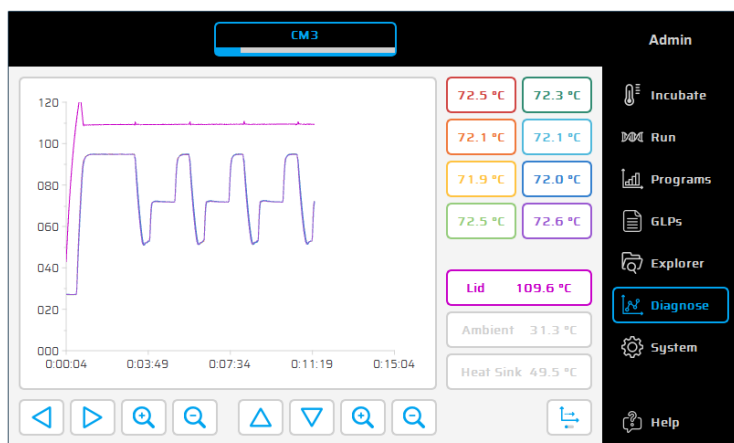 CM3
Admin
120
100
080
060
040
020
000
0:00:04 0:03:49 0:07:34 0:11:19 0:15:04
72.5 °C 72.3 °C
72.1 °C 72.1 °C
71.9 °C 72.0 °C
72.5 °C 72.6 °C
Lid 109.6 °C
Ambient 31.3 °C
Heat Sink 49.5 °C
Incubate
Run
Programs
GLPs
Explorer
Diagnose
System
Help